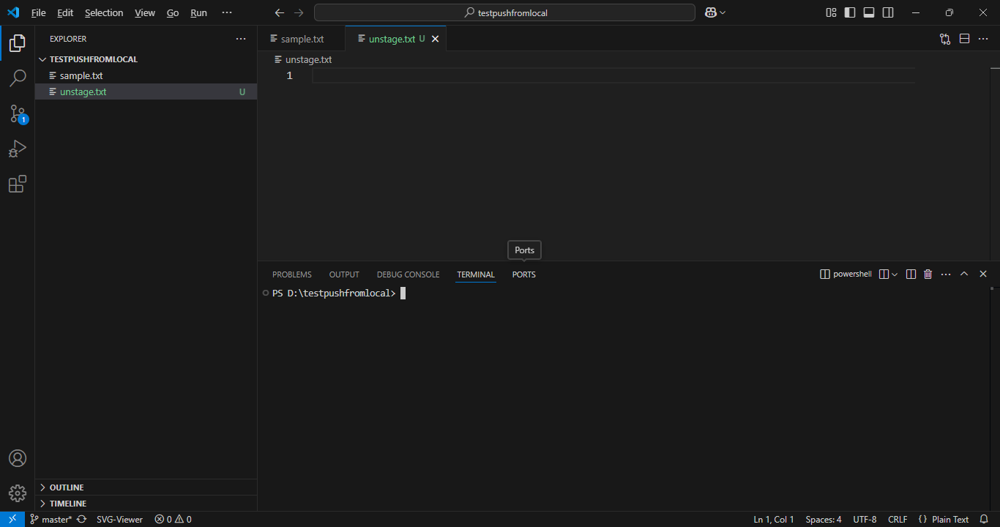 File Edit Selection View Go Run ···
testpushfromlocal
EXPLORER
TESTPUSHFROMLOCAL
sample.txt
unstage.txt U
1
sample.txt
unstage.txt U
unstage.txt
1
Ports
PROBLEMS OUTPUT DEBUG CONSOLE TERMINAL PORTS
powershell
PS D:\testpushfromlocal>
OUTLINE
TIMELINE
master* SVG-Viewer 0 0 Ln 1, Col 1 Spaces: 4 UTF-8 CRLF {} Plain Text